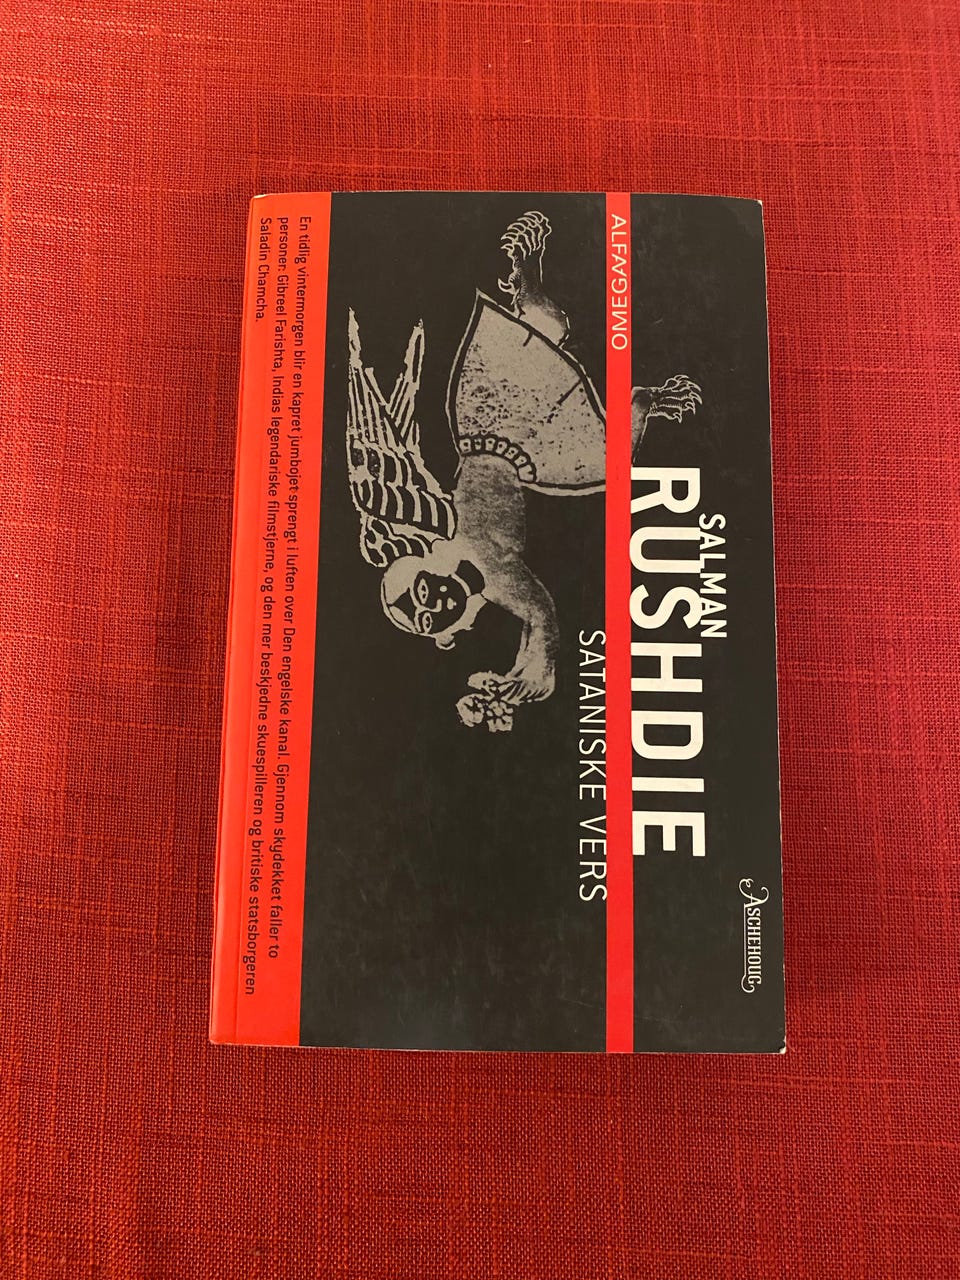 ASCHEHOUG
SALMAN
RUSHDIE
ALFA OMEGA
SATANISKE VERS
En tidlig vintermorgen blir en kapret jumbojet sprengt i luften over Den engelske kanal. Gjennom skydekket faller to
personer: Gibreel Farishta, Indias legendariske filmstjerne, og den mer beskjedne skuespilleren og britiske statsborgeren
Saladin Chamcha.